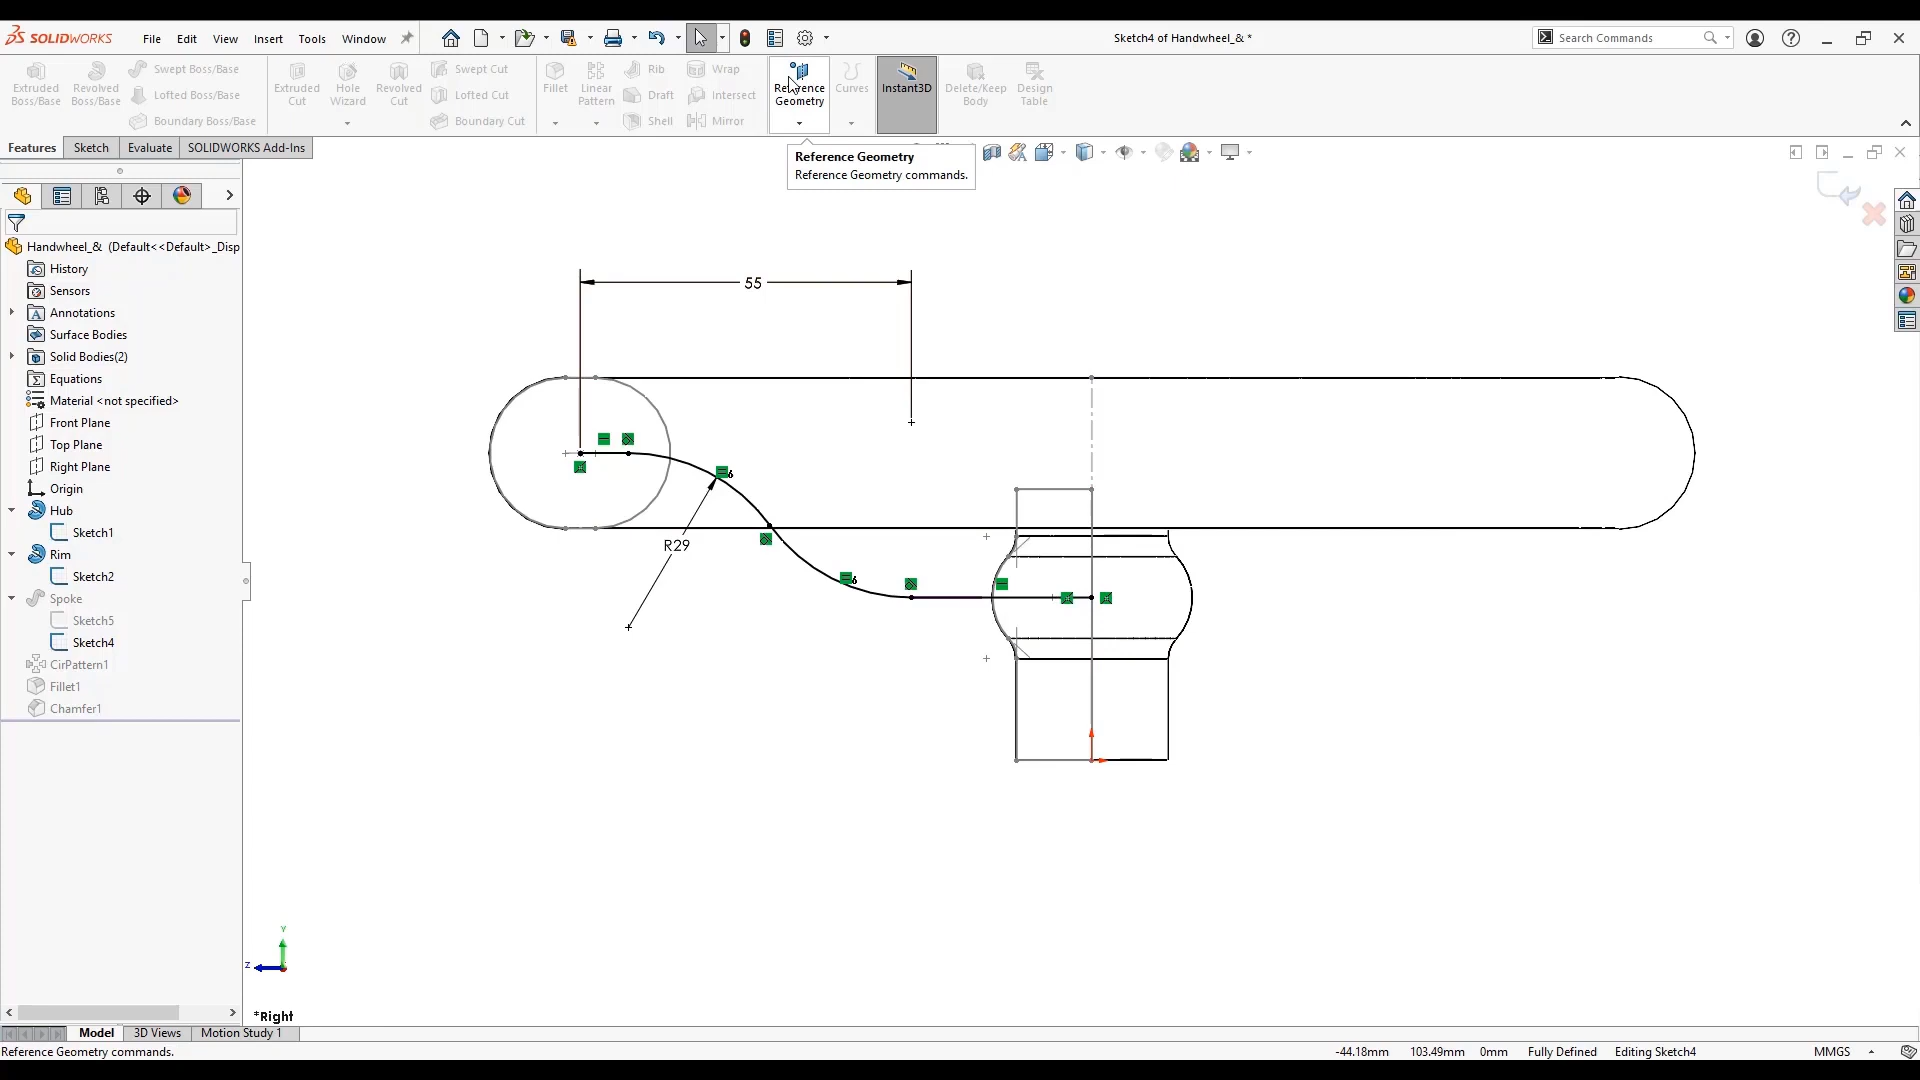 SOLIDWORKS File Edit View Insert Tools Window Sketch4 of Handwheel_& * Search Commands
Extruded Boss/Base
Revolved Boss/Base
Swept Boss/Base
Lofted Boss/Base
Boundary Boss/Base
Extruded Cut
Hole Wizard
Revolved Cut
Swept Cut
Lofted Cut
Boundary Cut
Fillet
Linear Pattern
Rib
Draft
Shell
Wrap
Intersect
Mirror
Reference Geometry
Curves
Instant3D
Delete/Keep Body
Design Table
Features Sketch Evaluate SOLIDWORKS Add-Ins
Reference Geometry
Reference Geometry commands.
Handwheel_& (Default<<Default>_Disp
History
Sensors
Annotations
Surface Bodies
Solid Bodies(2)
Equations
Material <not specified>
Front Plane
Top Plane
Right Plane
Origin
Hub
Sketch1
Rim
Sketch2
Spoke
Sketch5
Sketch4
CirPattern1
Fillet1
Chamfer1
55
6
R29
6
Y
Z
*Right
Model 3D Views Motion Study 1
Reference Geometry commands. -44.18mm 103.49mm 0mm Fully Defined Editing Sketch4 MMGS